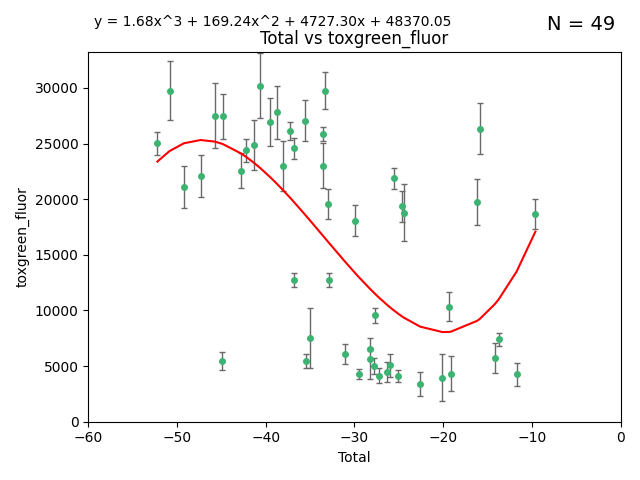 y = 1.68x^3 + 169.24x^2 + 4727.30x + 48370.05
N = 49
Total vs toxgreen_fluor
toxgreen_fluor
30000
25000
20000
15000
10000
5000
0
−60 −50 −40 −30 −20 −10 0
Total